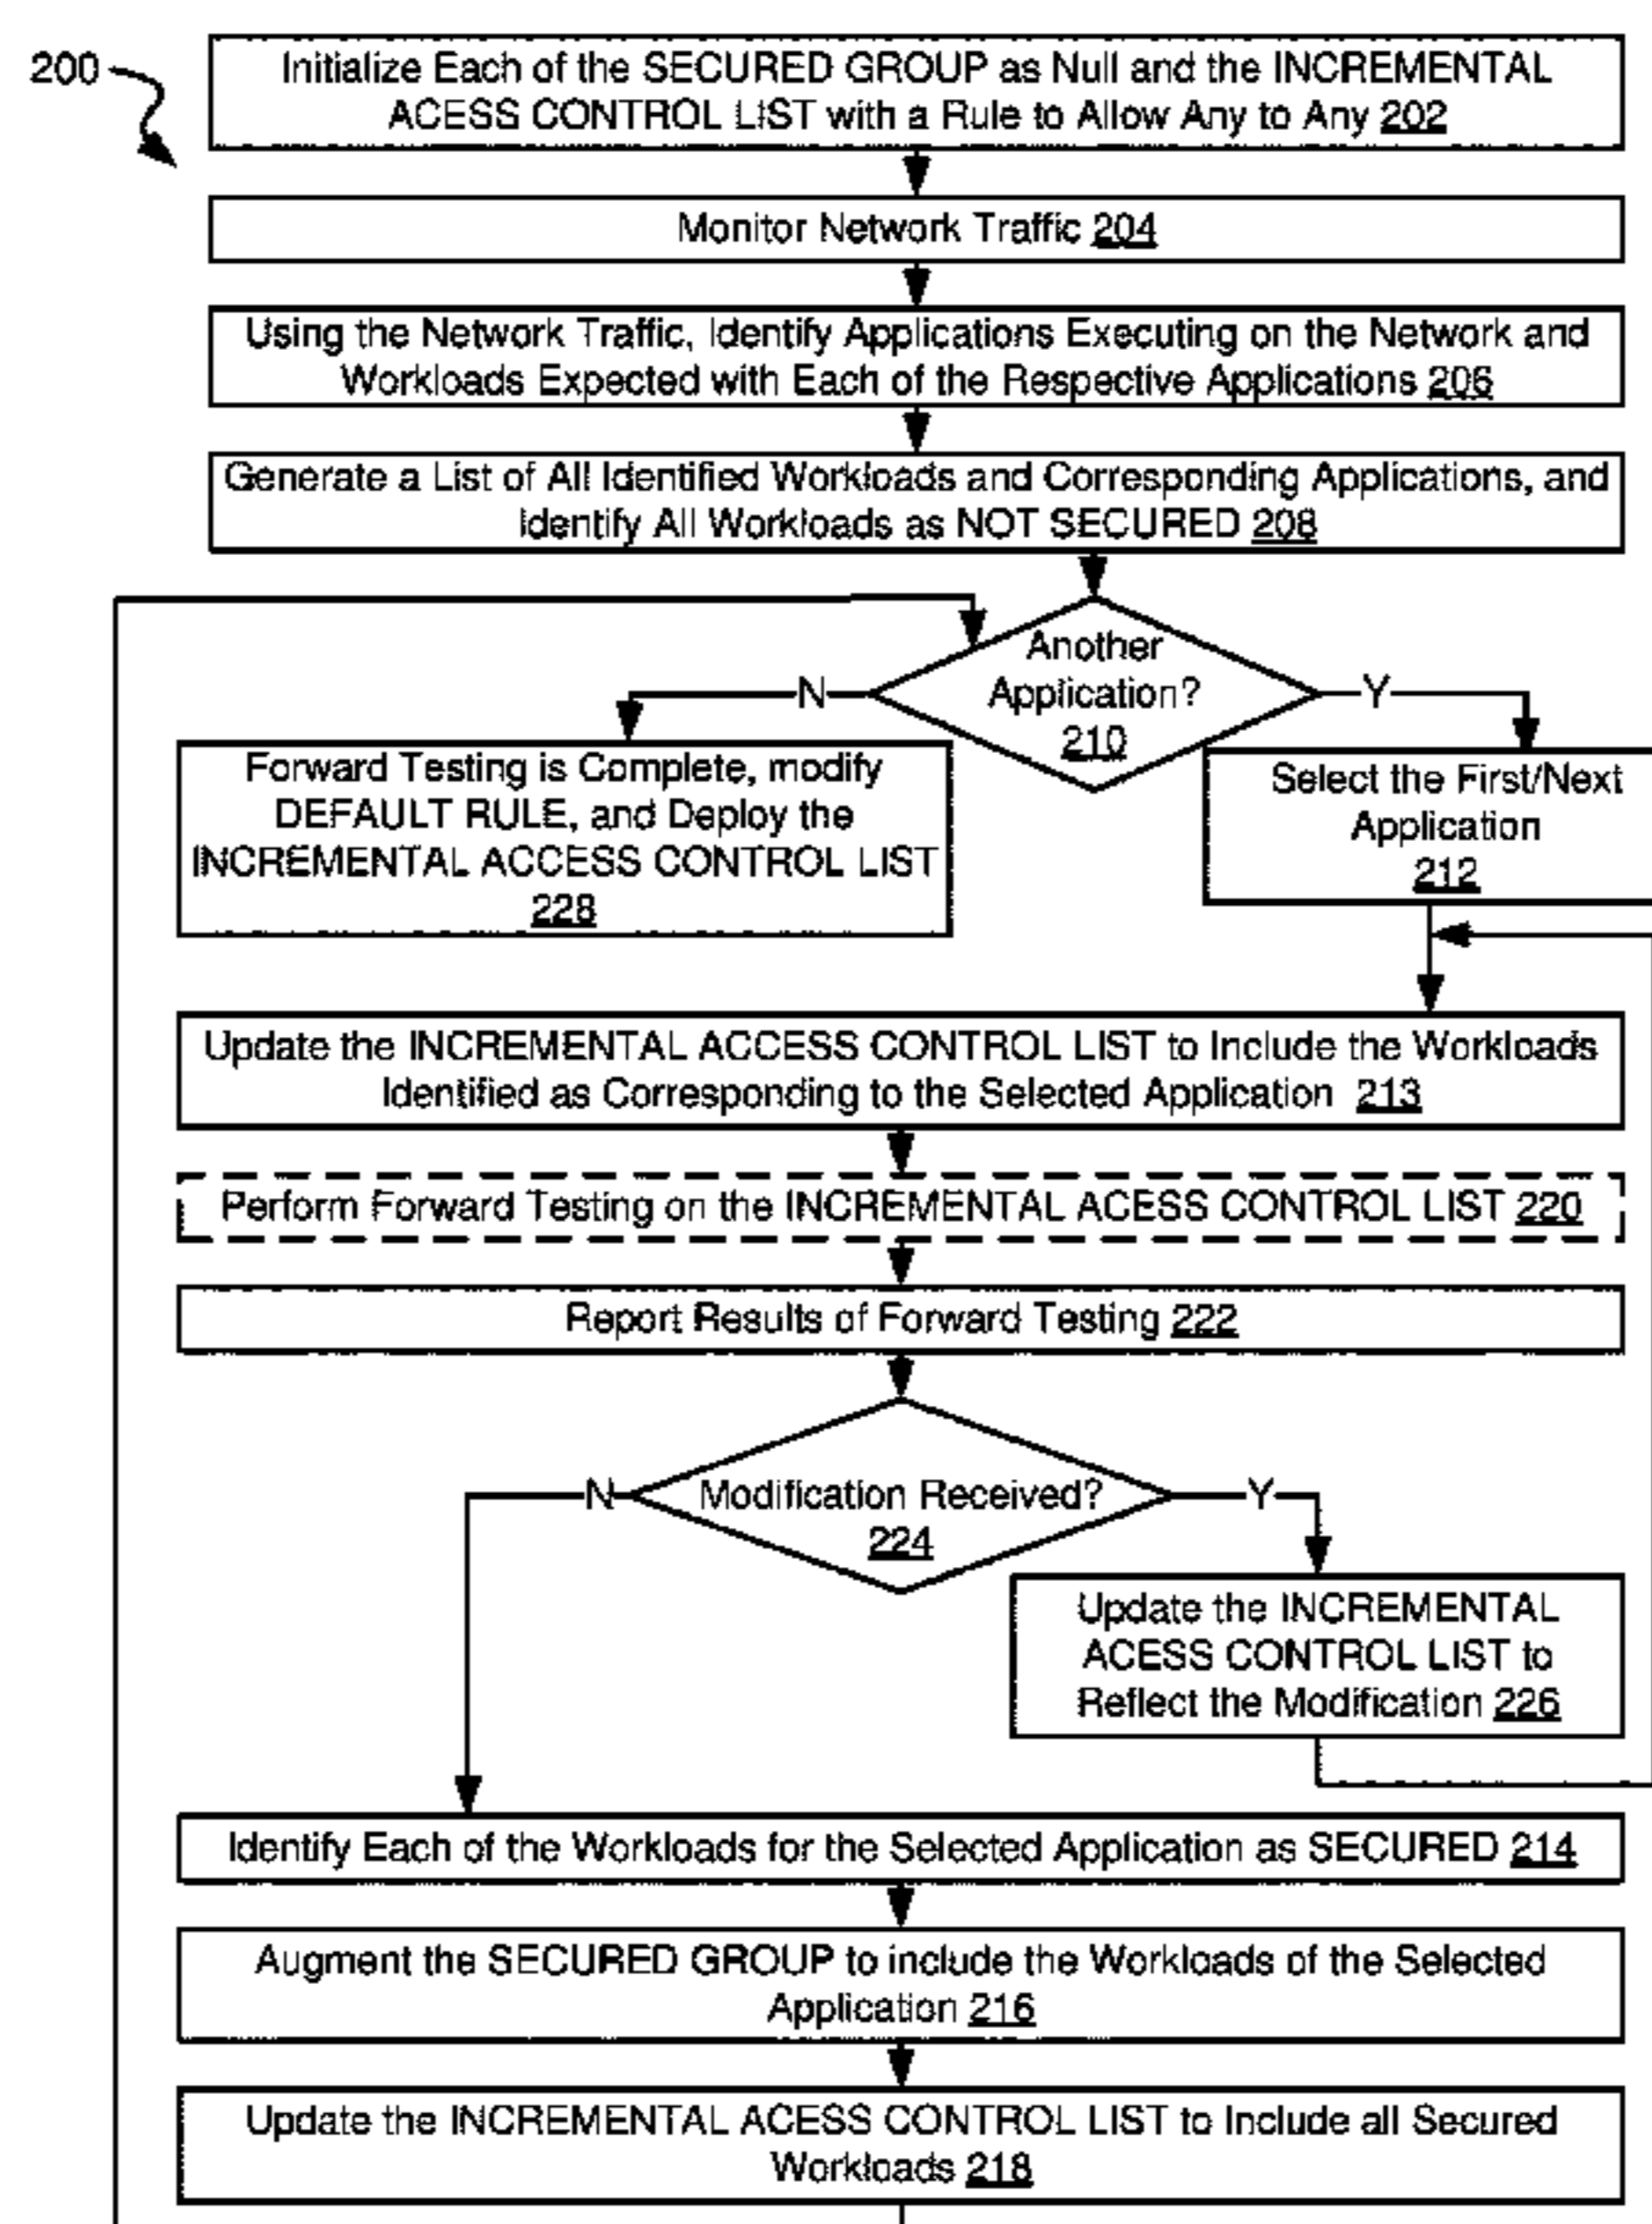 200
Initialize Each of the SECURED GROUP as Null and the INCREMENTAL
ACESS CONTROL LIST with a Rule to Allow Any to Any 202
Monitor Network Traffic 204
Using the Network Traffic, Identify Applications Executing on the Network and
Workloads Expected with Each of the Respective Applications 206
Generate a List of All Identified Workloads and Corresponding Applications, and
Identify All Workloads as NOT SECURED 208
Another
Application?
210
N
Y
Forward Testing is Complete, modify
DEFAULT RULE, and Deploy the
INCREMENTAL ACCESS CONTROL LIST
228
Select the First/Next
Application
212
Update the INCREMENTAL ACCESS CONTROL LIST to Include the Workloads
Identified as Corresponding to the Selected Application 213
Perform Forward Testing on the INCREMENTAL ACESS CONTROL LIST 220
Report Results of Forward Testing 222
Modification Received?
224
N
Y
Update the INCREMENTAL
ACESS CONTROL LIST to
Reflect the Modification 226
Identify Each of the Workloads for the Selected Application as SECURED 214
Augment the SECURED GROUP to include the Workloads of the Selected
Application 216
Update the INCREMENTAL ACESS CONTROL LIST to Include all Secured
Workloads 218